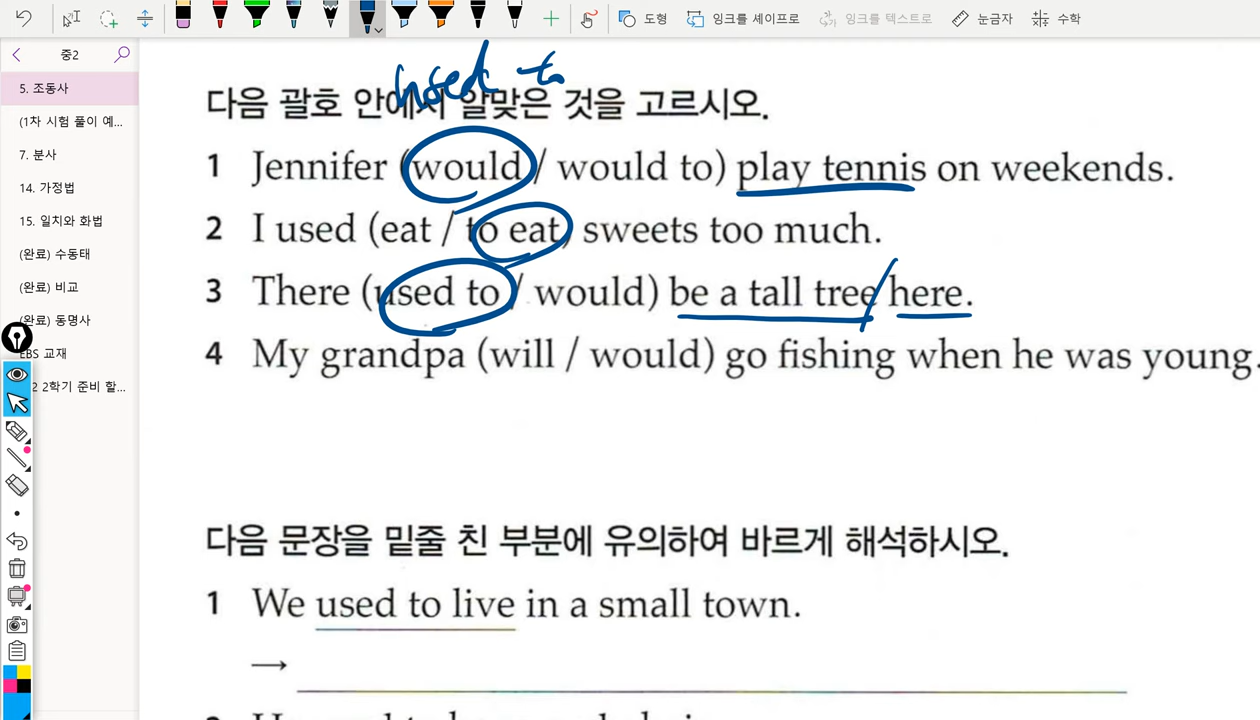 도형
잉크를 셰이프로
잉크를 텍스트로
눈금자
수학
중2
5. 조동사
(1차 시험 풀이 예...
7. 분사
14. 가정법
15. 일치와 화법
(완료) 수동태
(완료) 비교
(완료) 동명사
EBS 교재
2 2학기 준비 할...
used to
다음 괄호 안에서 알맞은 것을 고르시오.
1 Jennifer (would / would to) play tennis on weekends.
2 I used (eat / to eat) sweets too much.
3 There (used to / would) be a tall tree / here.
4 My grandpa (will / would) go fishing when he was young.
다음 문장을 밑줄 친 부분에 유의하여 바르게 해석하시오.
1 We used to live in a small town.
→